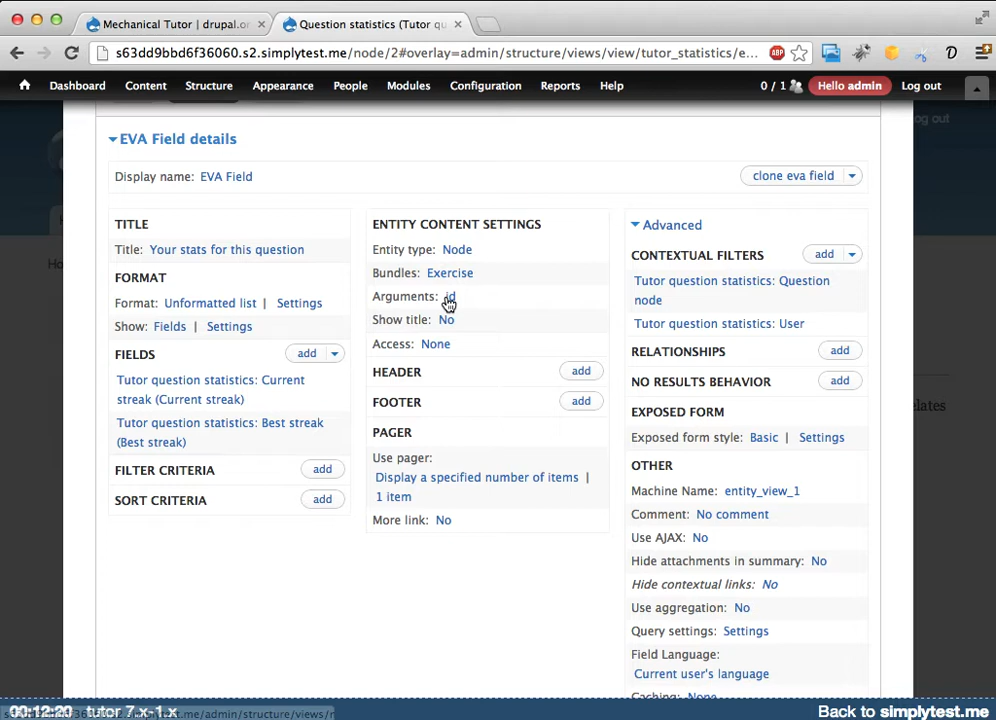 Mechanical Tutor | drupal.or
Question statistics (Tutor qu
s63dd9bbd6f36060.s2.simplytest.me/node/2#overlay=admin/structure/views/view/tutor_statistics/e...
ABP
D
Dashboard Content Structure Appearance People Modules Configuration Reports Help 0 / 1 Hello admin Log out
og out
EVA Field details
Display name: EVA Field
clone eva field
TITLE
Title: Your stats for this question
FORMAT
Format: Unformatted list | Settings
Show: Fields | Settings
FIELDS add
Tutor question statistics: Current
streak (Current streak)
Tutor question statistics: Best streak
(Best streak)
FILTER CRITERIA add
SORT CRITERIA add
ENTITY CONTENT SETTINGS
Entity type: Node
Bundles: Exercise
Arguments: id
Show title: No
Access: None
HEADER add
FOOTER add
PAGER
Use pager:
Display a specified number of items |
1 item
More link: No
Advanced
CONTEXTUAL FILTERS add
Tutor question statistics: Question
node
Tutor question statistics: User
RELATIONSHIPS add
NO RESULTS BEHAVIOR add
EXPOSED FORM
Exposed form style: Basic | Settings
OTHER
Machine Name: entity_view_1
Comment: No comment
Use AJAX: No
Hide attachments in summary: No
Hide contextual links: No
Use aggregation: No
Query settings: Settings
Field Language:
Current user's language
Caching: None
Ho
elates
00:12:20 tutor 7.x-1.x
Back to simplytest.me